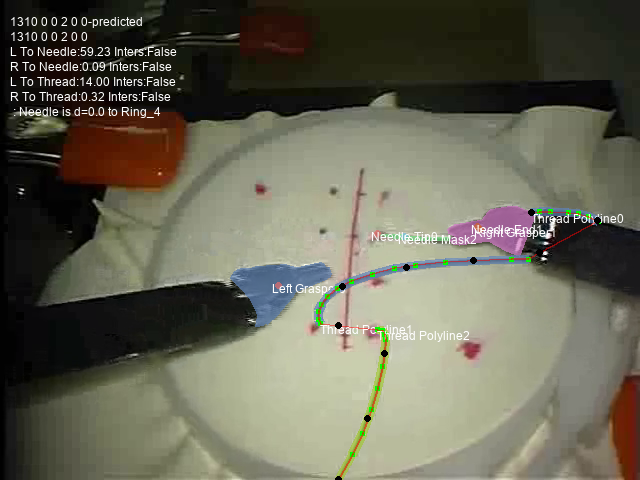 1310 0 0 2 0 0-predicted
1310 0 0 2 0 0
L To Needle:59.23 Inters:False
R To Needle:0.09 Inters:False
L To Thread:14.00 Inters:False
R To Thread:0.32 Inters:False
: Needle is d=0.0 to Ring_4
Thread Polyline0
Needle End1
Right Grasper1
Needle Tip0
Needle Mask2
Left Grasper
Thread Polyline1
Thread Polyline2